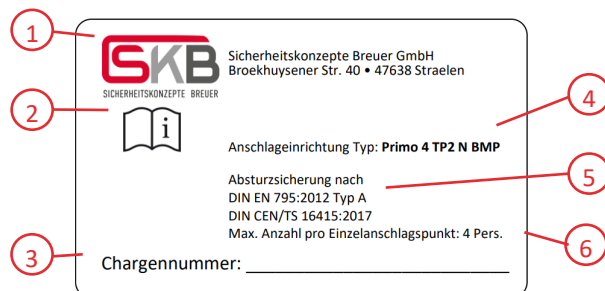 1
SKB
SICHERHEITSKONZEPTE BREUER
Sicherheitskonzepte Breuer GmbH
Broekhuysener Str. 40 • 47638 Straelen
2
i
4
Anschlageinrichtung Typ: Primo 4 TP2 N BMP
5
Absturzsicherung nach
DIN EN 795:2012 Typ A
DIN CEN/TS 16415:2017
Max. Anzahl pro Einzelanschlagspunkt: 4 Pers.
6
3
Chargennummer: ___________________________